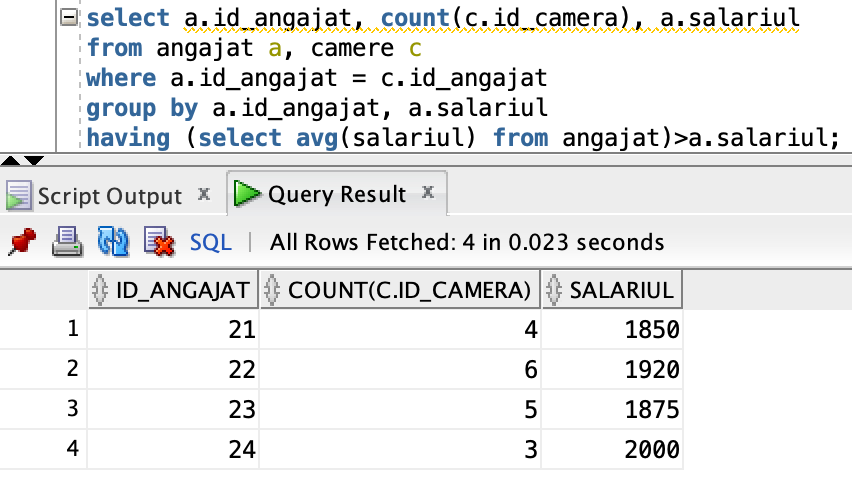 select a.id_angajat, count(c.id_camera), a.salariul
from angajat a, camere c
where a.id_angajat = c.id_angajat
group by a.id_angajat, a.salariul
having (select avg(salariul) from angajat)>a.salariul;
Script Output x Query Result x
SQL | All Rows Fetched: 4 in 0.023 seconds
ID_ANGAJAT COUNT(C.ID_CAMERA) SALARIUL
1 21 4 1850
2 22 6 1920
3 23 5 1875
4 24 3 2000